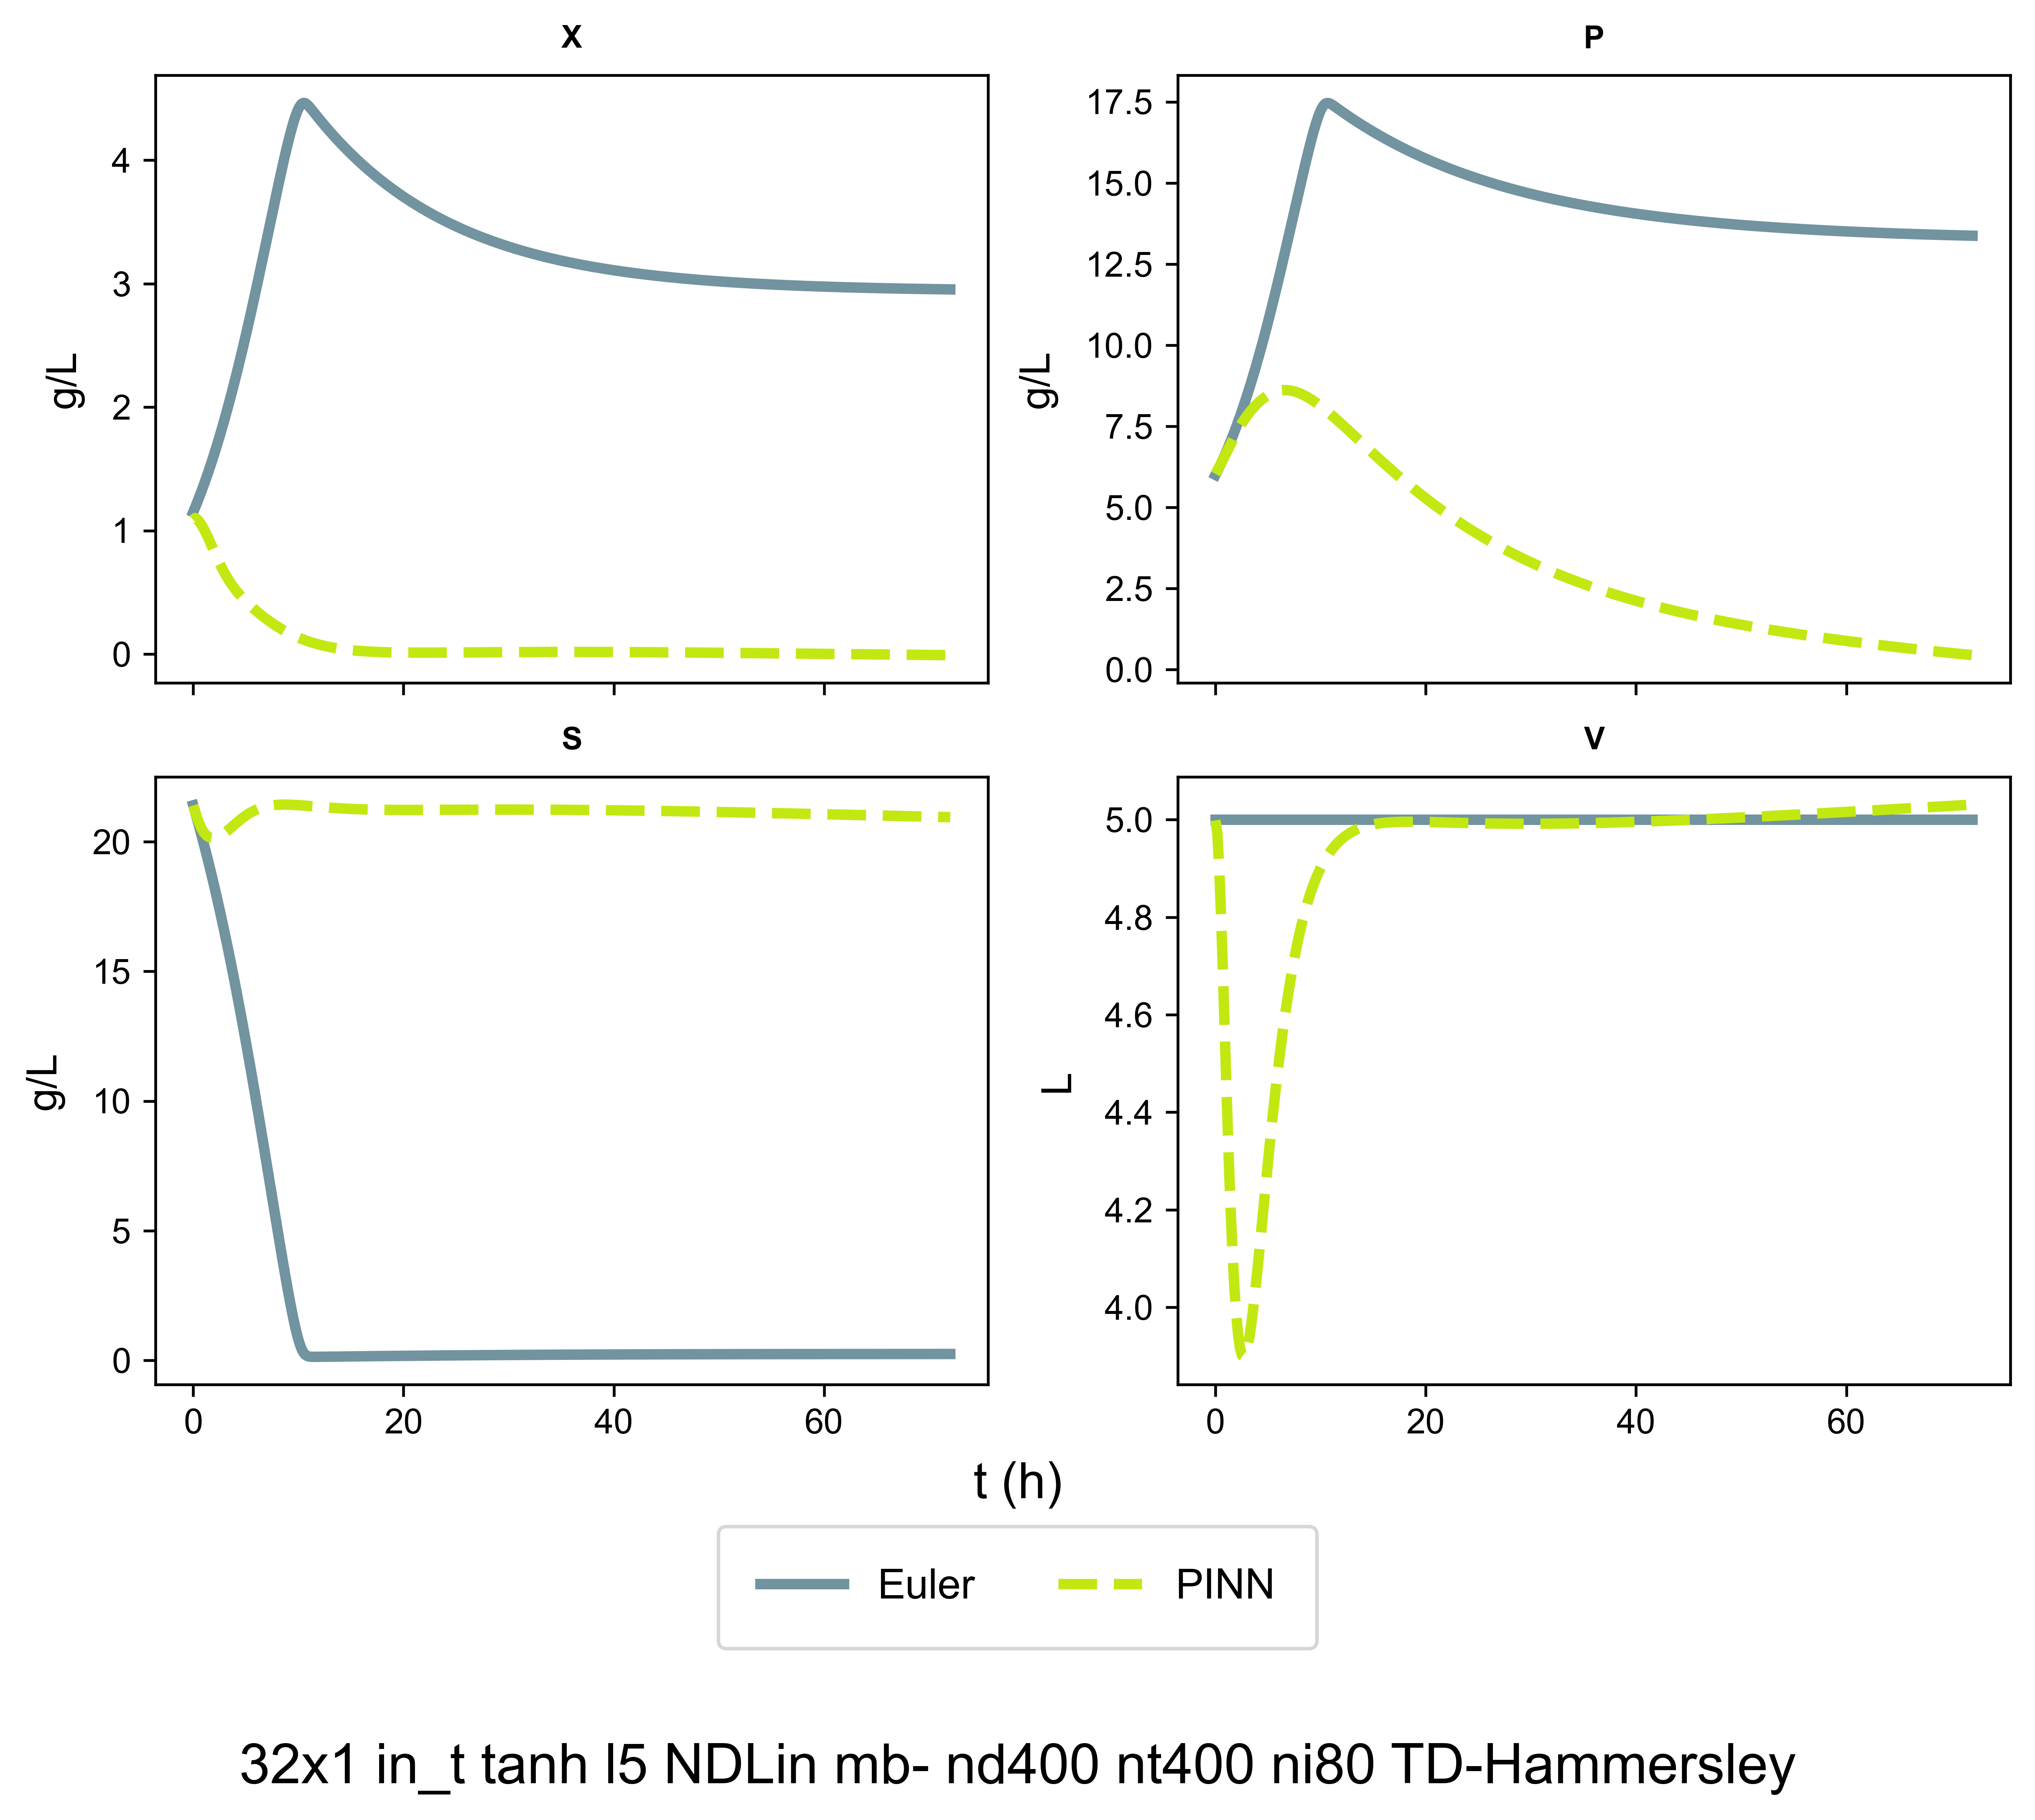 X
4
3
2
1
0
g/L
P
17.5
15.0
12.5
10.0
7.5
5.0
2.5
0.0
g/L
S
20
15
10
5
0
g/L
0 20 40 60
V
5.0
4.8
4.6
4.4
4.2
4.0
L
0 20 40 60
t (h)
Euler PINN
32x1 in_t tanh l5 NDLin mb- nd400 nt400 ni80 TD-Hammersley